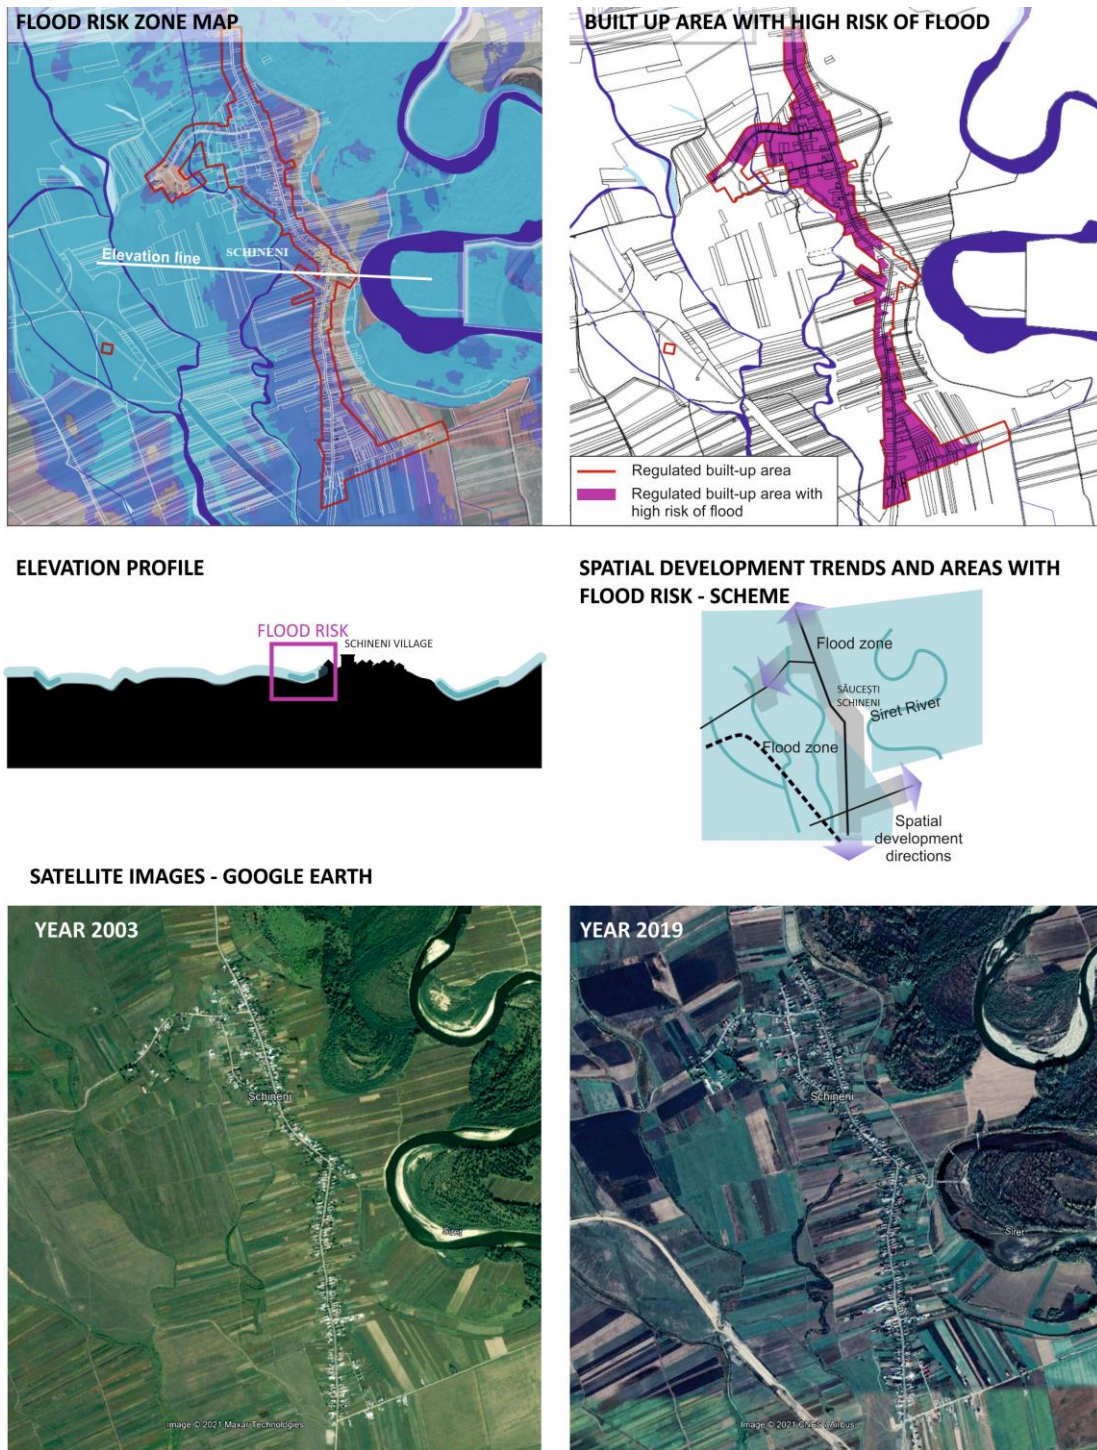 FLOOD RISK ZONE MAP
Elevation line
SCHINENI
BUILT UP AREA WITH HIGH RISK OF FLOOD
Regulated built-up area
Regulated built-up area with
high risk of flood
ELEVATION PROFILE
FLOOD RISK
SCHINENI VILLAGE
SPATIAL DEVELOPMENT TRENDS AND AREAS WITH
FLOOD RISK - SCHEME
Flood zone
SĂUCEȘTI
SCHINENI
Siret River
Flood zone
Spatial
development
directions
SATELLITE IMAGES - GOOGLE EARTH
YEAR 2003
Schineni
Siret
Image © 2021 Maxar Technologies
YEAR 2019
Schineni
Siret
Image © 2021 CNES / Airbus